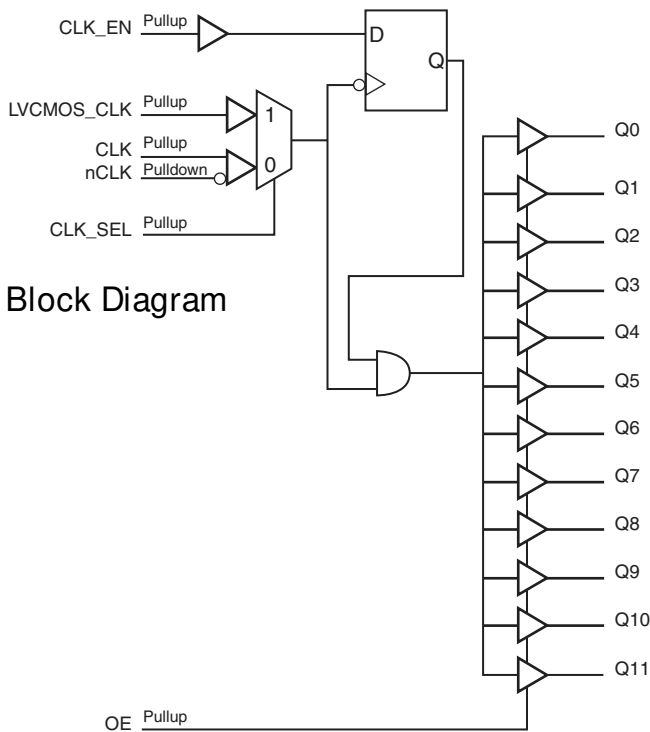 CLK_EN Pullup
D
Q
LVCMOS_CLK Pullup
1
CLK Pullup
nCLK Pulldown
0
CLK_SEL Pullup
Block Diagram
Q0
Q1
Q2
Q3
Q4
Q5
Q6
Q7
Q8
Q9
Q10
Q11
OE Pullup